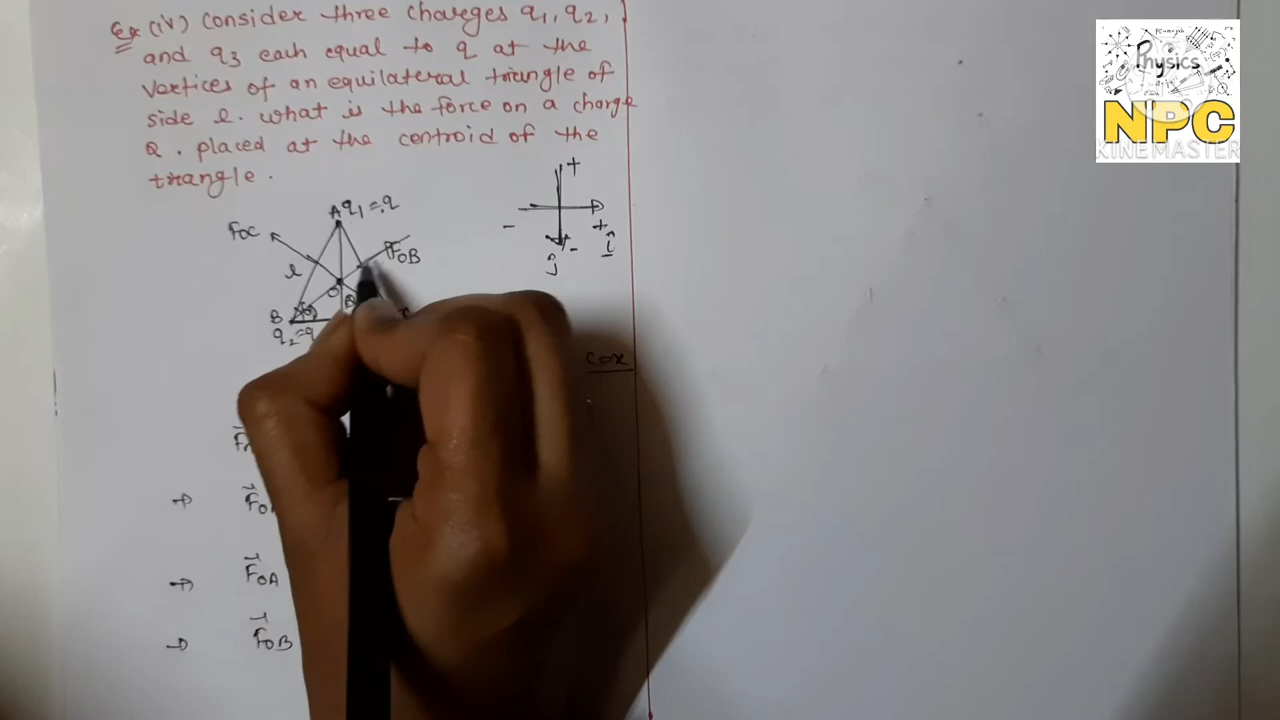 Ex (iv) Consider three charges q1, q2,
and q3 each equal to q at the
vertices of an equilateral triangle of
side l. what is the force on a charge
Q. placed at the centroid of the
triangle.
A q1 = q
FOC
FOB
l
O
Q
B
q2 = q
+
-
+
î
-
ĵ
cos
FOA
FOB
Physics
NPC
KINEMASTER